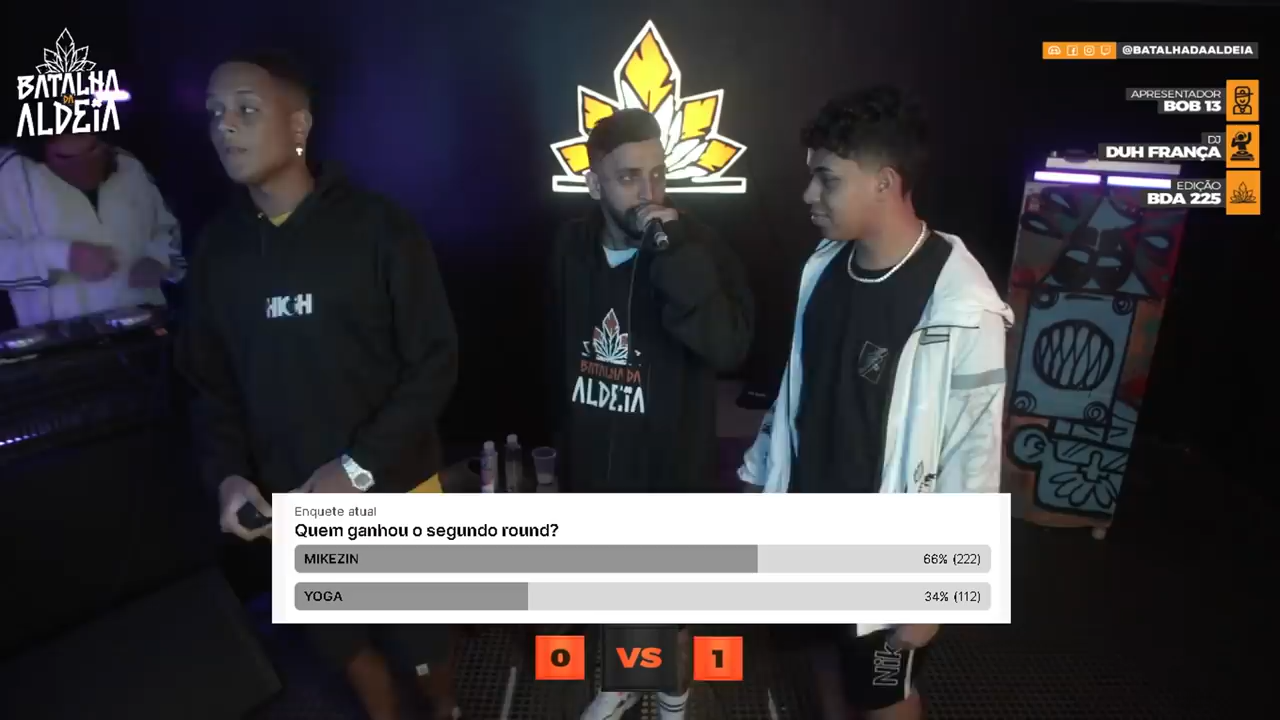 BATALHA
DA
ALDEIA
@BATALHADAALDEIA
APRESENTADOR
BOB 13
DJ
DUH FRANÇA
EDIÇÃO
BDA 225
HIGH
BATALHA DA
ALDEIA
Enquete atual
Quem ganhou o segundo round?
MIKEZIN 66% (222)
YOGA 34% (112)
0 VS 1
Nik